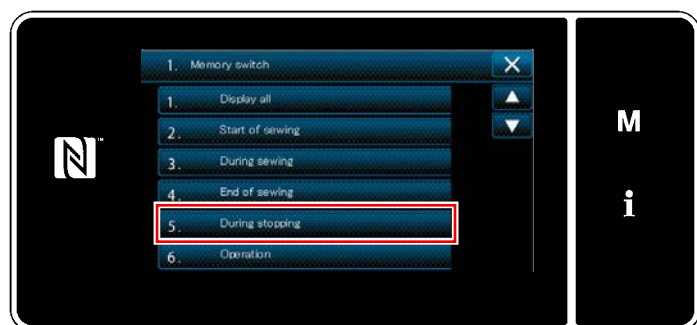 1. Memory switch
1. Display all
2. Start of sewing
3. During sewing
4. End of sewing
5. During stopping
6. Operation
N
™
M
i